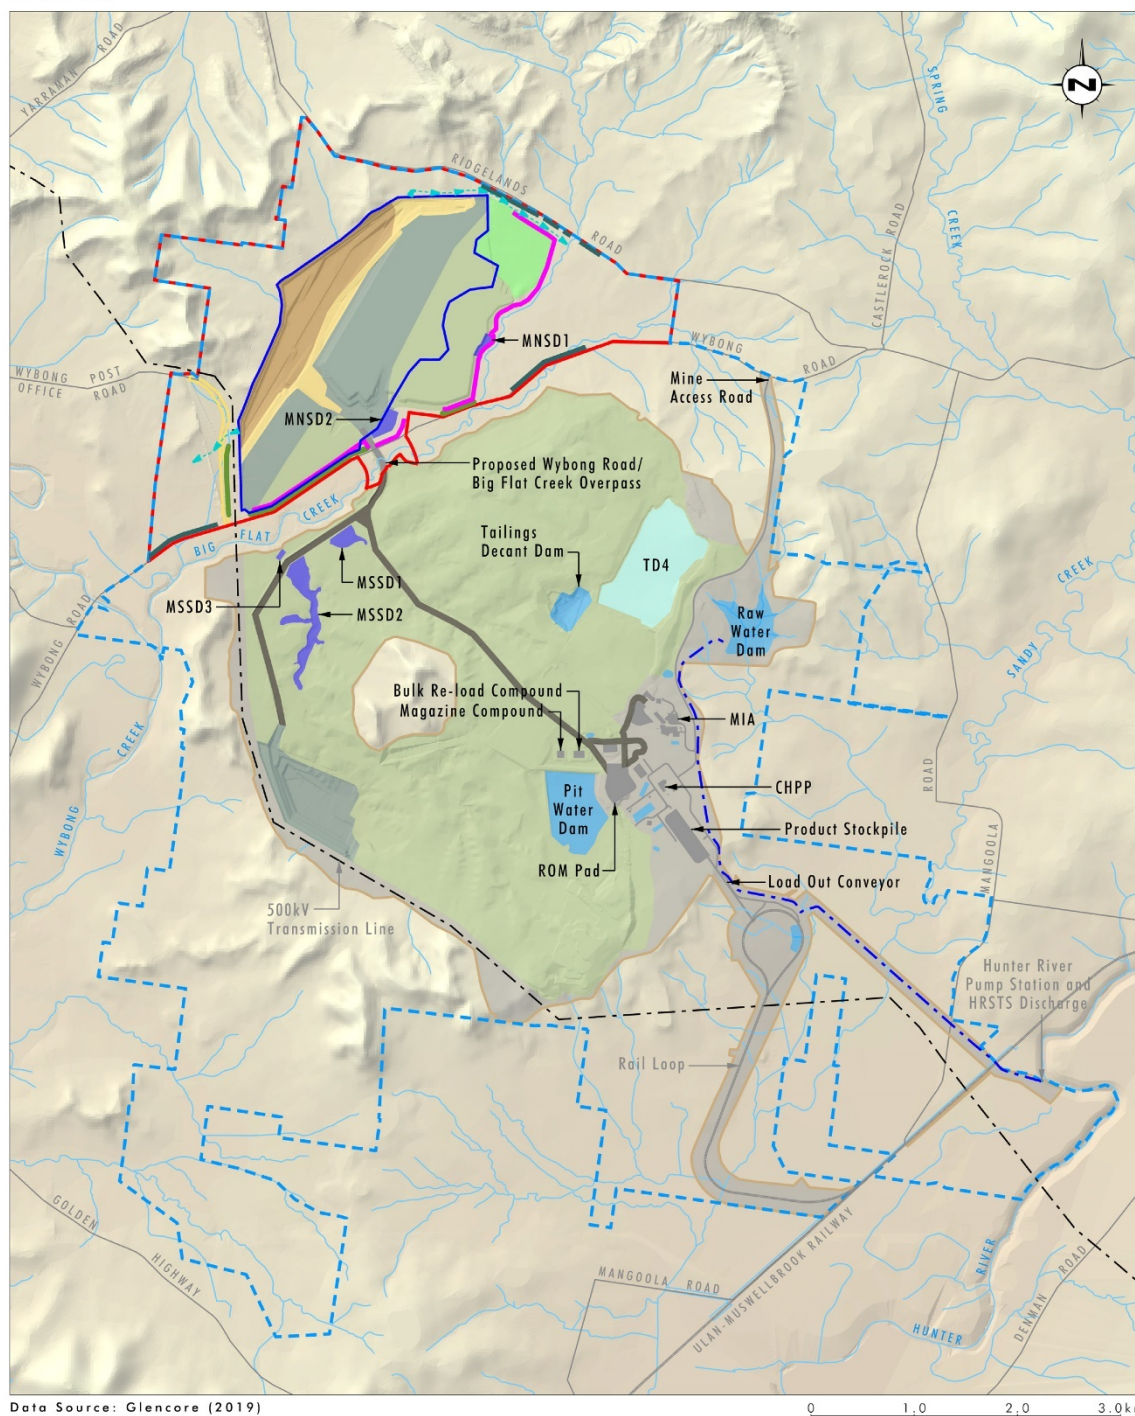 YARRAMAN ROAD
SPRING
CREEK
N
RIDGELANDS
ROAD
CASTLEROCK ROAD
WYBONG
ROAD
MNSD1
WYBONG POST
OFFICE ROAD
Mine
Access Road
MNSD2
Proposed Wybong Road/
Big Flat Creek Overpass
BIG FLAT CREEK
Tailings
Decant Dam
TD4
MSSD1
MSSD3
MSSD2
Raw
Water
Dam
SANDY
CREEK
WYBONG ROAD
WYBONG
CREEK
Bulk Re-load Compound
Magazine Compound
MIA
Pit
Water
Dam
CHPP
Product Stockpile
ROM Pad
Load Out Conveyor
MANGOOLA
ROAD
500kV
Transmission Line
Hunter River
Pump Station and
HRSTS Discharge
Rail Loop
GOLDEN
HIGHWAY
MANGOOLA ROAD
ULAN-MUSWELLBROOK RAILWAY
HUNTER
RIVER
DENMAN ROAD
Data Source: Glencore (2019)
0 1.0 2.0 3.0k